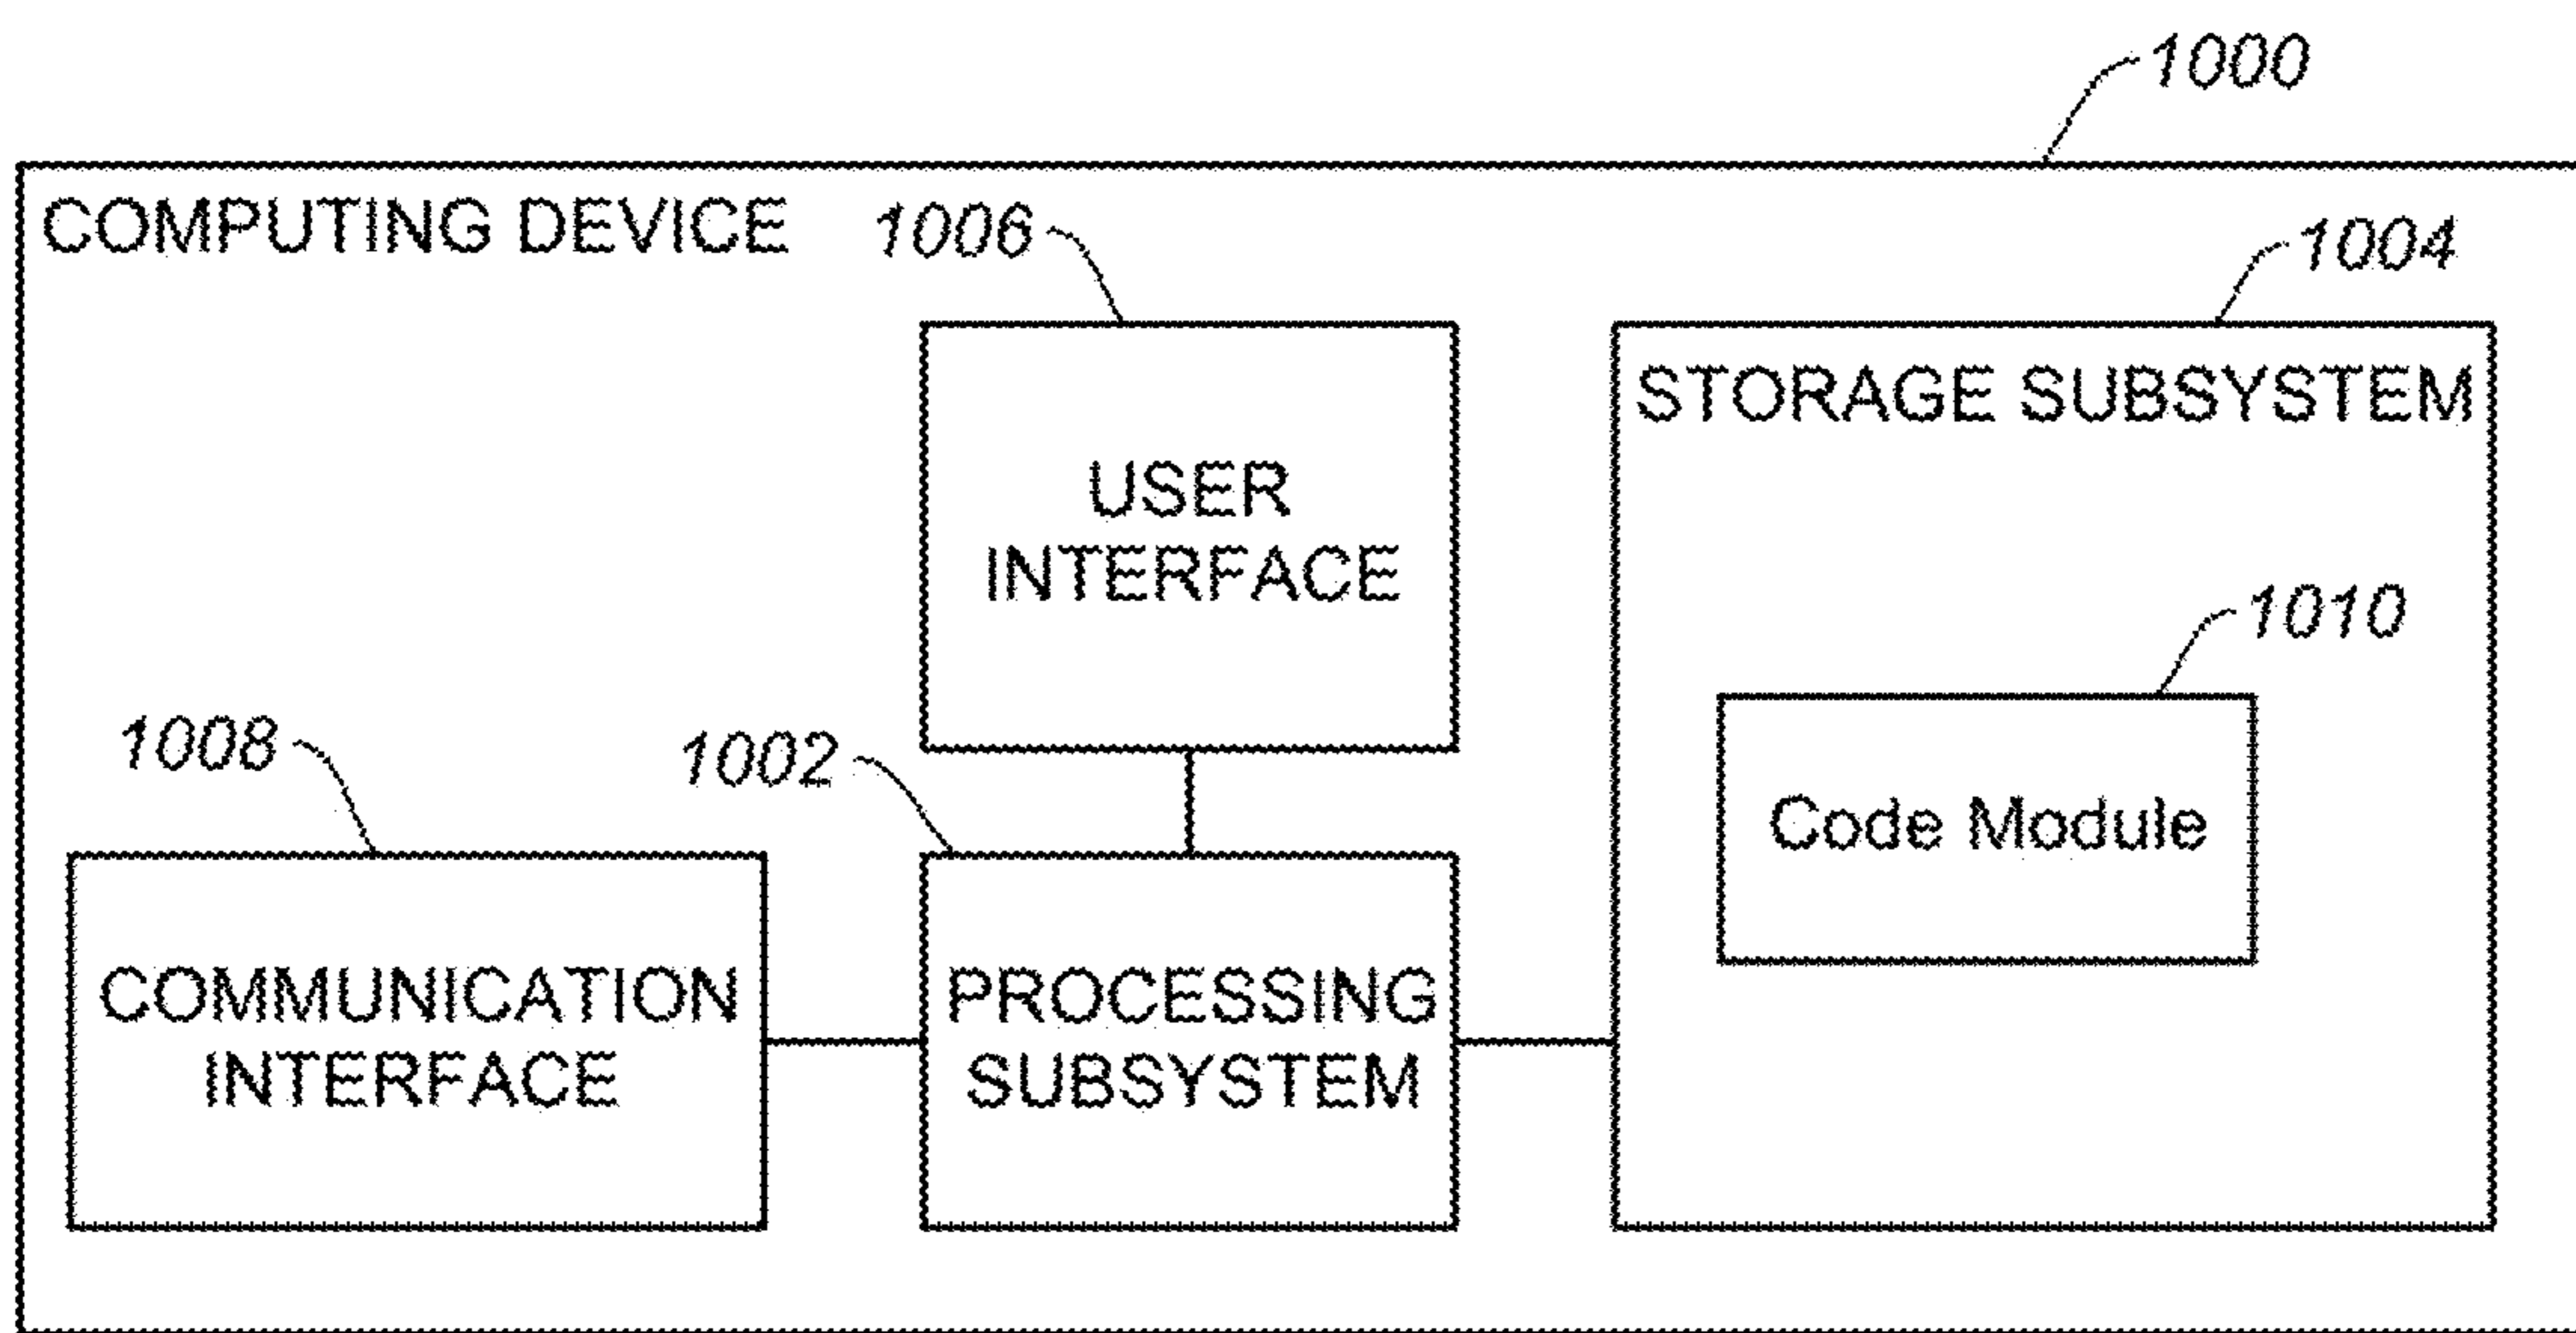 1000
COMPUTING DEVICE
1006
1004
STORAGE SUBSYSTEM
USER
INTERFACE
1010
1008
1002
Code Module
COMMUNICATION
INTERFACE
PROCESSING
SUBSYSTEM